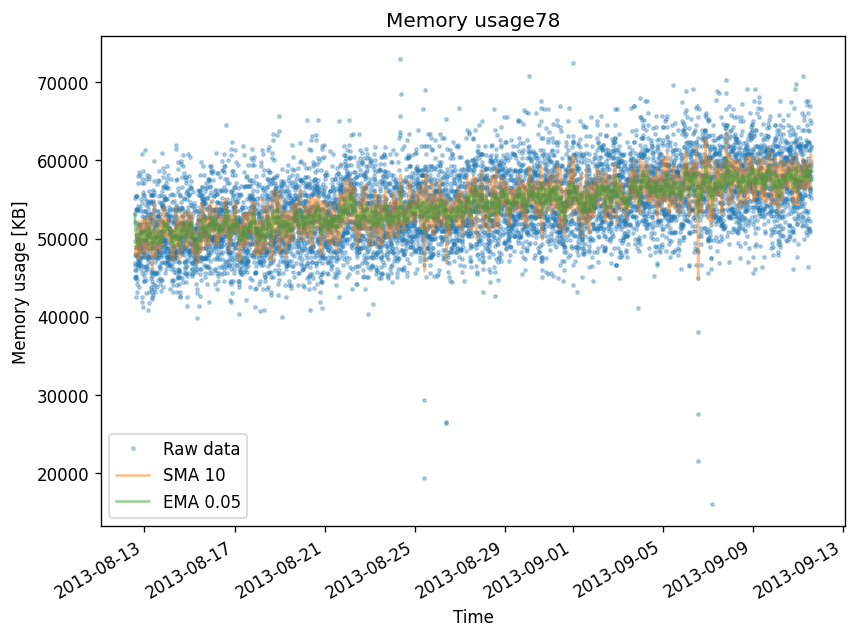 Memory usage78
Memory usage [KB]
70000
60000
50000
40000
30000
20000
Raw data
SMA 10
EMA 0.05
2013-08-13
2013-08-17
2013-08-21
2013-08-25
2013-08-29
2013-09-01
2013-09-05
2013-09-09
2013-09-13
Time